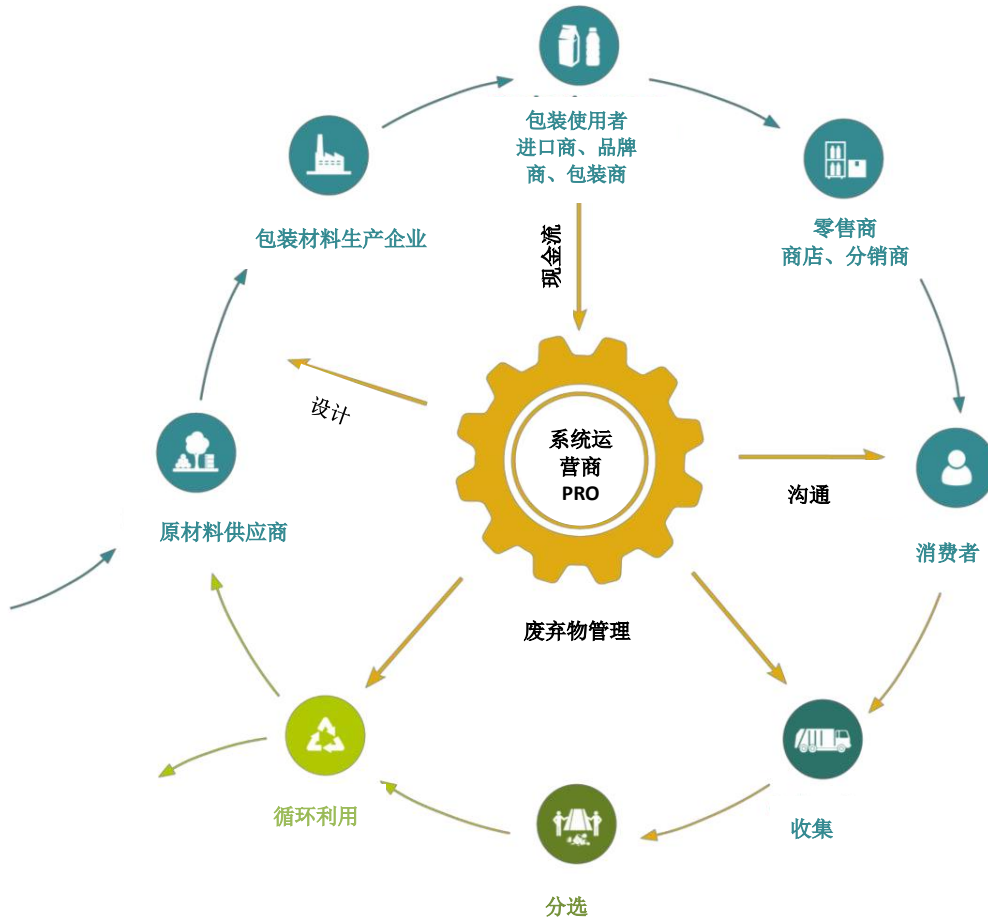 包装使用者
进口商、品牌
商、包装商
包装材料生产企业
零售商
商店、分销商
现金流
设计
系统运
营商
PRO
沟通
原材料供应商
消费者
废弃物管理
循环利用
收集
分选